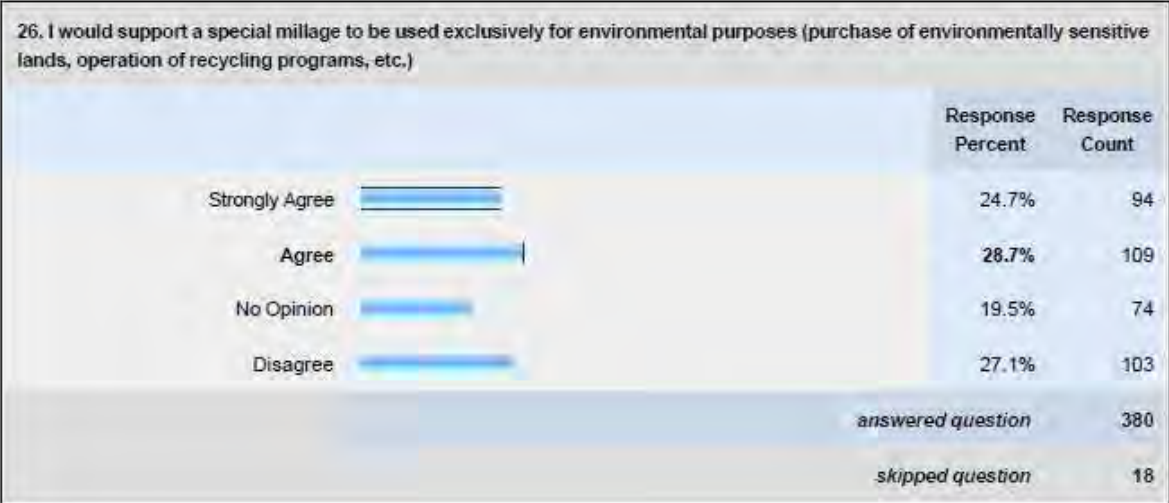 26. I would support a special millage to be used exclusively for environmental purposes (purchase of environmentally sensitive
lands, operation of recycling programs, etc.)
Response Percent Response Count
Strongly Agree 24.7% 94
Agree 28.7% 109
No Opinion 19.5% 74
Disagree 27.1% 103
answered question 380
skipped question 18